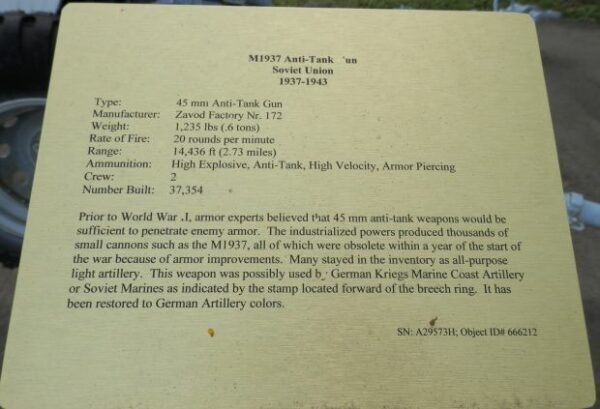 M1937 Anti-Tank un
Soviet Union
1937-1943
Type: 45 mm Anti-Tank Gun
Manufacturer: Zavod Factory Nr. 172
Weight: 1,235 lbs (.6 tons)
Rate of Fire: 20 rounds per minute
Range: 14,436 ft (2.73 miles)
Ammunition: High Explosive, Anti-Tank, High Velocity, Armor Piercing
Crew: 2
Number Built: 37,354
Prior to World War .I, armor experts believed that 45 mm anti-tank weapons would be
sufficient to penetrate enemy armor. The industrialized powers produced thousands of
small cannons such as the M1937, all of which were obsolete within a year of the start of
the war because of armor improvements. Many stayed in the inventory as all-purpose
light artillery. This weapon was possibly used b German Kriegs Marine Coast Artillery
or Soviet Marines as indicated by the stamp located forward of the breech ring. It has
been restored to German Artillery colors.
SN: A29573H; Object ID# 666212